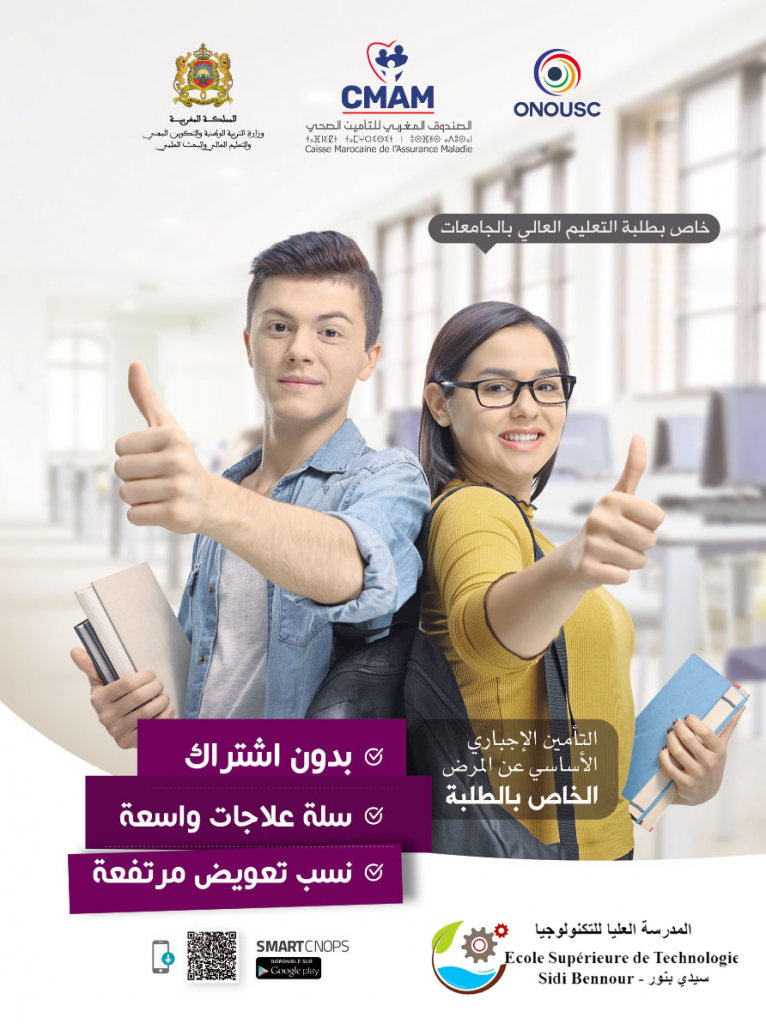 المملكة المغربية
وزارة التربية الوطنية والتكوين المهني
والتعليم العالي والبحث العلمي
CMAM
الصندوق المغربي للتأمين الصحي
Caisse Marocaine de l'Assurance Maladie
ONOUSC
خاص بطلبة التعليم العالي بالجامعات
التأمين الإجباري
الأساسي عن المرض
الخاص بالطلبة
بدون اشتراك
سلة علاجات واسعة
نسب تعويض مرتفعة
SMARTCNOPS
DISPONIBLE SUR
Google play
المدرسة العليا للتكنولوجيا
Ecole Supérieure de Technologie
Sidi Bennour - سيدي بنور